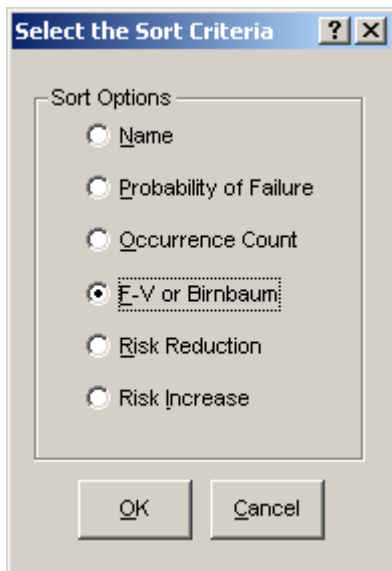 Select the Sort Criteria ?
Sort Options
Name
Probability of Failure
Occurrence Count
F-V or Birnbaum
Risk Reduction
Risk Increase
OK Cancel